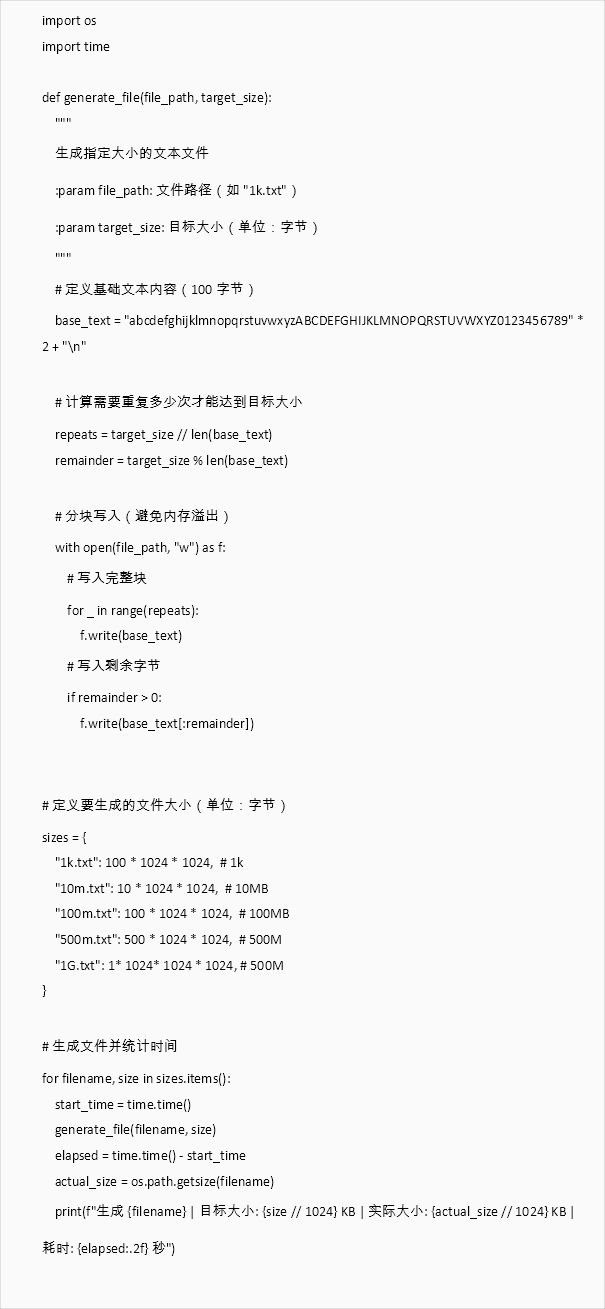 import os
import time
def generate_file(file_path, target_size):
    """
    生成指定大小的文本文件
    :param file_path: 文件路径（如 "1k.txt"）
    :param target_size: 目标大小（单位：字节）
    """
    # 定义基础文本内容（100 字节）
    base_text = "abcdefghijklmnopqrstuvwxyzABCDEFGHIJKLMNOPQRSTUVWXYZ0123456789" *
2 + "\n"
    # 计算需要重复多少次才能达到目标大小
    repeats = target_size // len(base_text)
    remainder = target_size % len(base_text)
    # 分块写入（避免内存溢出）
    with open(file_path, "w") as f:
        # 写入完整块
        for _ in range(repeats):
            f.write(base_text)
        # 写入剩余字节
        if remainder > 0:
            f.write(base_text[:remainder])
# 定义要生成的文件大小（单位：字节）
sizes = {
    "1k.txt": 100 * 1024 * 1024,  # 1k
    "10m.txt": 10 * 1024 * 1024,  # 10MB
    "100m.txt": 100 * 1024 * 1024,  # 100MB
    "500m.txt": 500 * 1024 * 1024,  # 500M
    "1G.txt": 1* 1024* 1024 * 1024, # 500M
}
# 生成文件并统计时间
for filename, size in sizes.items():
    start_time = time.time()
    generate_file(filename, size)
    elapsed = time.time() - start_time
    actual_size = os.path.getsize(filename)
    print(f"生成 {filename} | 目标大小: {size // 1024} KB | 实际大小: {actual_size // 1024} KB |
耗时: {elapsed:.2f} 秒")